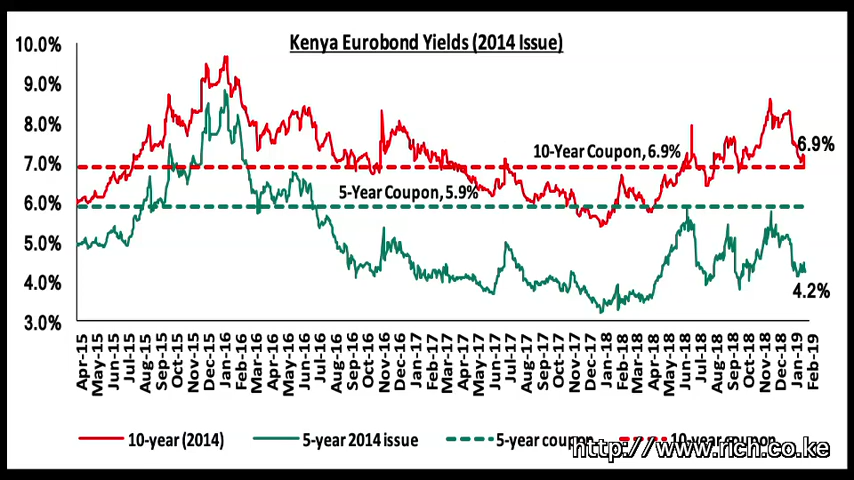 Kenya Eurobond Yields (2014 Issue)
10.0%
9.0%
8.0%
7.0%
6.0%
5.0%
4.0%
3.0%
10-Year Coupon, 6.9%
6.9%
5-Year Coupon, 5.9%
4.2%
Apr-15
May-15
Jun-15
Jul-15
Aug-15
Sep-15
Oct-15
Nov-15
Dec-15
Jan-16
Feb-16
Mar-16
Apr-16
May-16
Jun-16
Jul-16
Aug-16
Sep-16
Oct-16
Nov-16
Dec-16
Jan-17
Feb-17
Mar-17
Apr-17
May-17
Jun-17
Jul-17
Aug-17
Sep-17
Oct-17
Nov-17
Dec-17
Jan-18
Feb-18
Mar-18
Apr-18
May-18
Jun-18
Jul-18
Aug-18
Sep-18
Oct-18
Nov-18
Dec-18
Jan-19
Feb-19
10-year (2014)
5-year 2014 issue
5-year coupon
10-year coupon
http://www.rich.co.ke